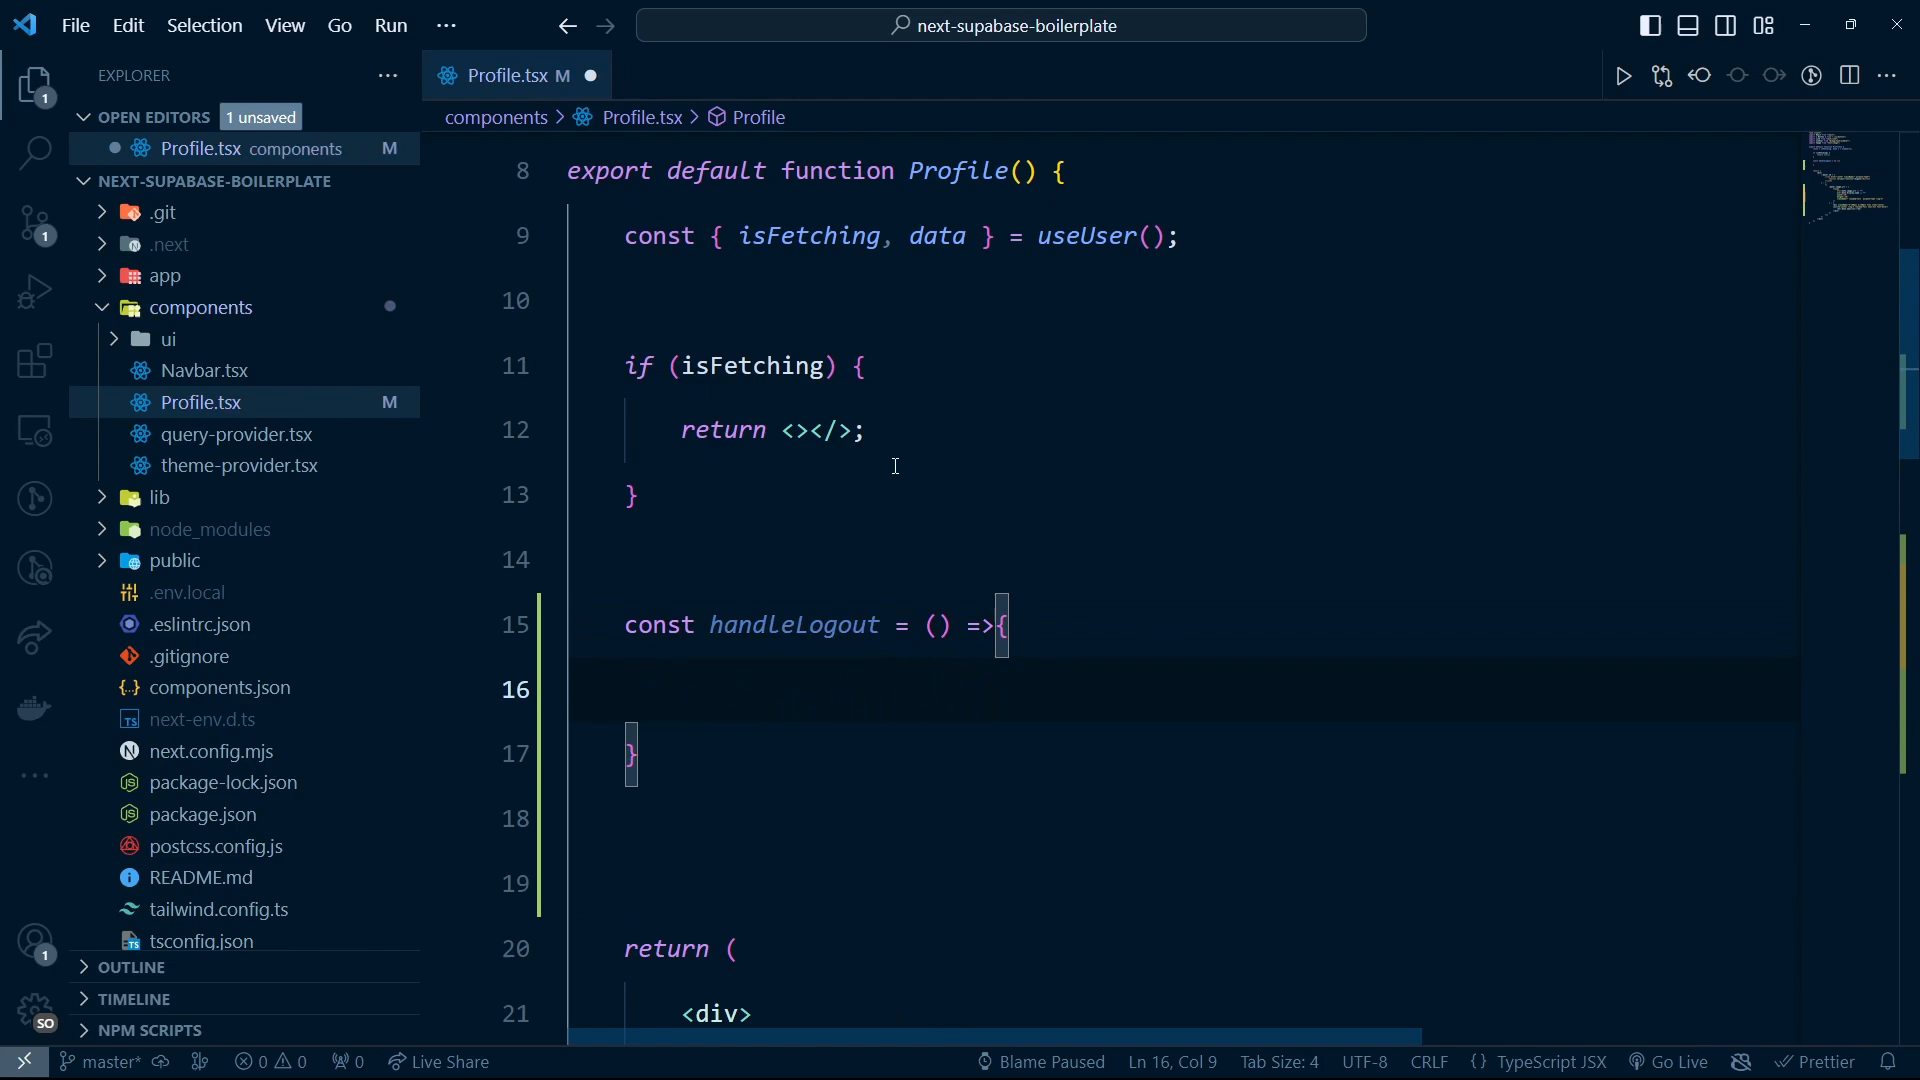 File Edit Selection View Go Run ···
next-supabase-boilerplate
EXPLORER
1
OPEN EDITORS 1 unsaved
Profile.tsx components M
NEXT-SUPABASE-BOILERPLATE
.git
.next
1
app
components
ui
Navbar.tsx
Profile.tsx M
query-provider.tsx
theme-provider.tsx
lib
node_modules
public
.env.local
.eslintrc.json
.gitignore
components.json
next-env.d.ts
next.config.mjs
package-lock.json
package.json
postcss.config.js
README.md
tailwind.config.ts
tsconfig.json
1
OUTLINE
TIMELINE
NPM SCRIPTS
SO
Profile.tsx M
components > Profile.tsx > Profile
8 export default function Profile() {
9 const { isFetching, data } = useUser();
10
11 if (isFetching) {
12 return <></>;
13 }
14
15 const handleLogout = () =>{
16
17 }
18
19
20 return (
21 <div>
master* 0 0 0 Live Share Blame Paused Ln 16, Col 9 Tab Size: 4 UTF-8 CRLF {} TypeScript JSX Go Live Prettier